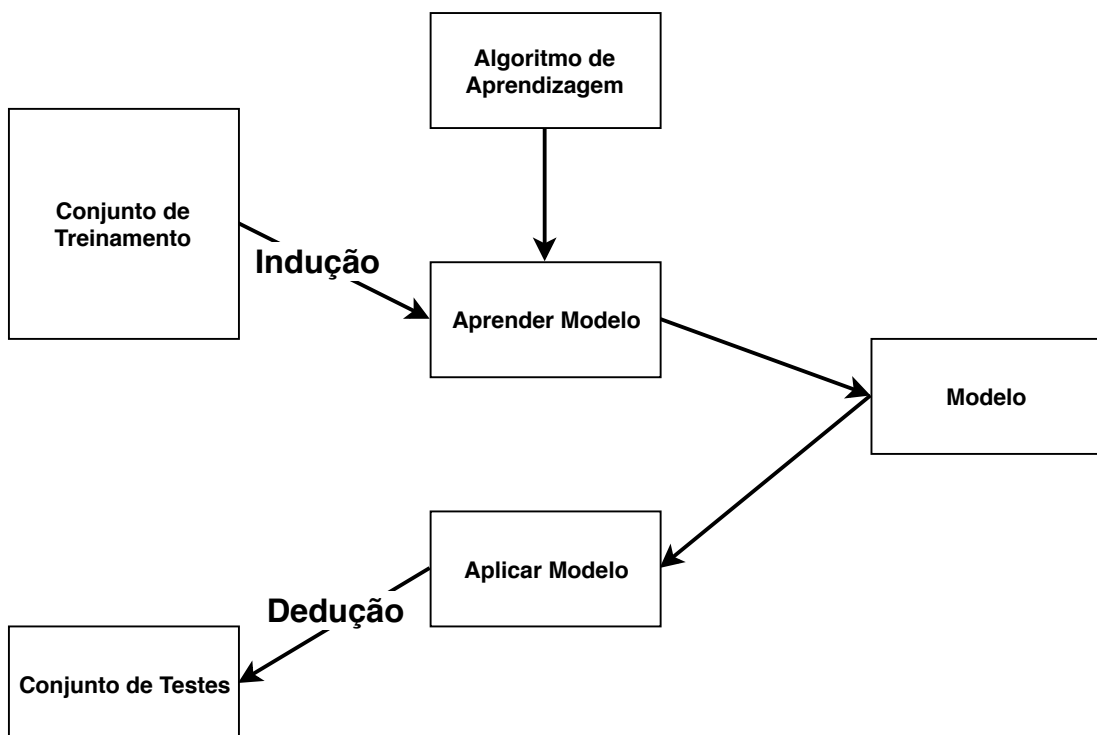 Algoritmo de
Aprendizagem
Conjunto de
Treinamento
Indução
Aprender Modelo
Modelo
Aplicar Modelo
Dedução
Conjunto de Testes